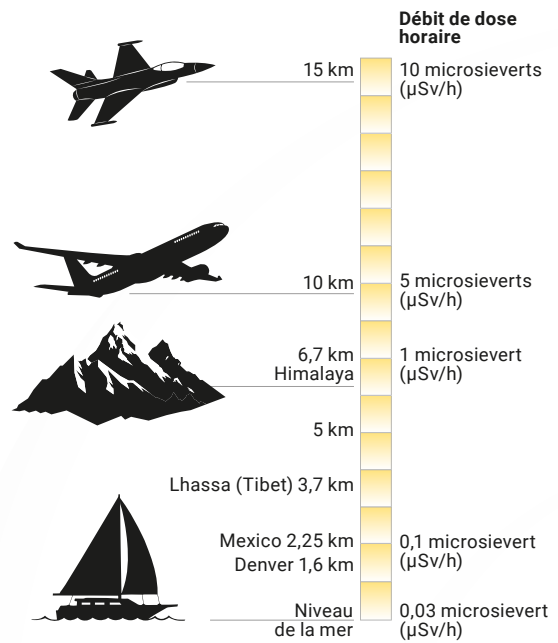 Débit de dose
horaire
15 km
10 microsieverts
(µSv/h)
10 km
5 microsieverts
(µSv/h)
6,7 km
Himalaya
1 microsievert
(µSv/h)
5 km
Lhassa (Tibet) 3,7 km
Mexico 2,25 km
0,1 microsievert
(µSv/h)
Denver 1,6 km
Niveau
de la mer
0,03 microsievert
(µSv/h)